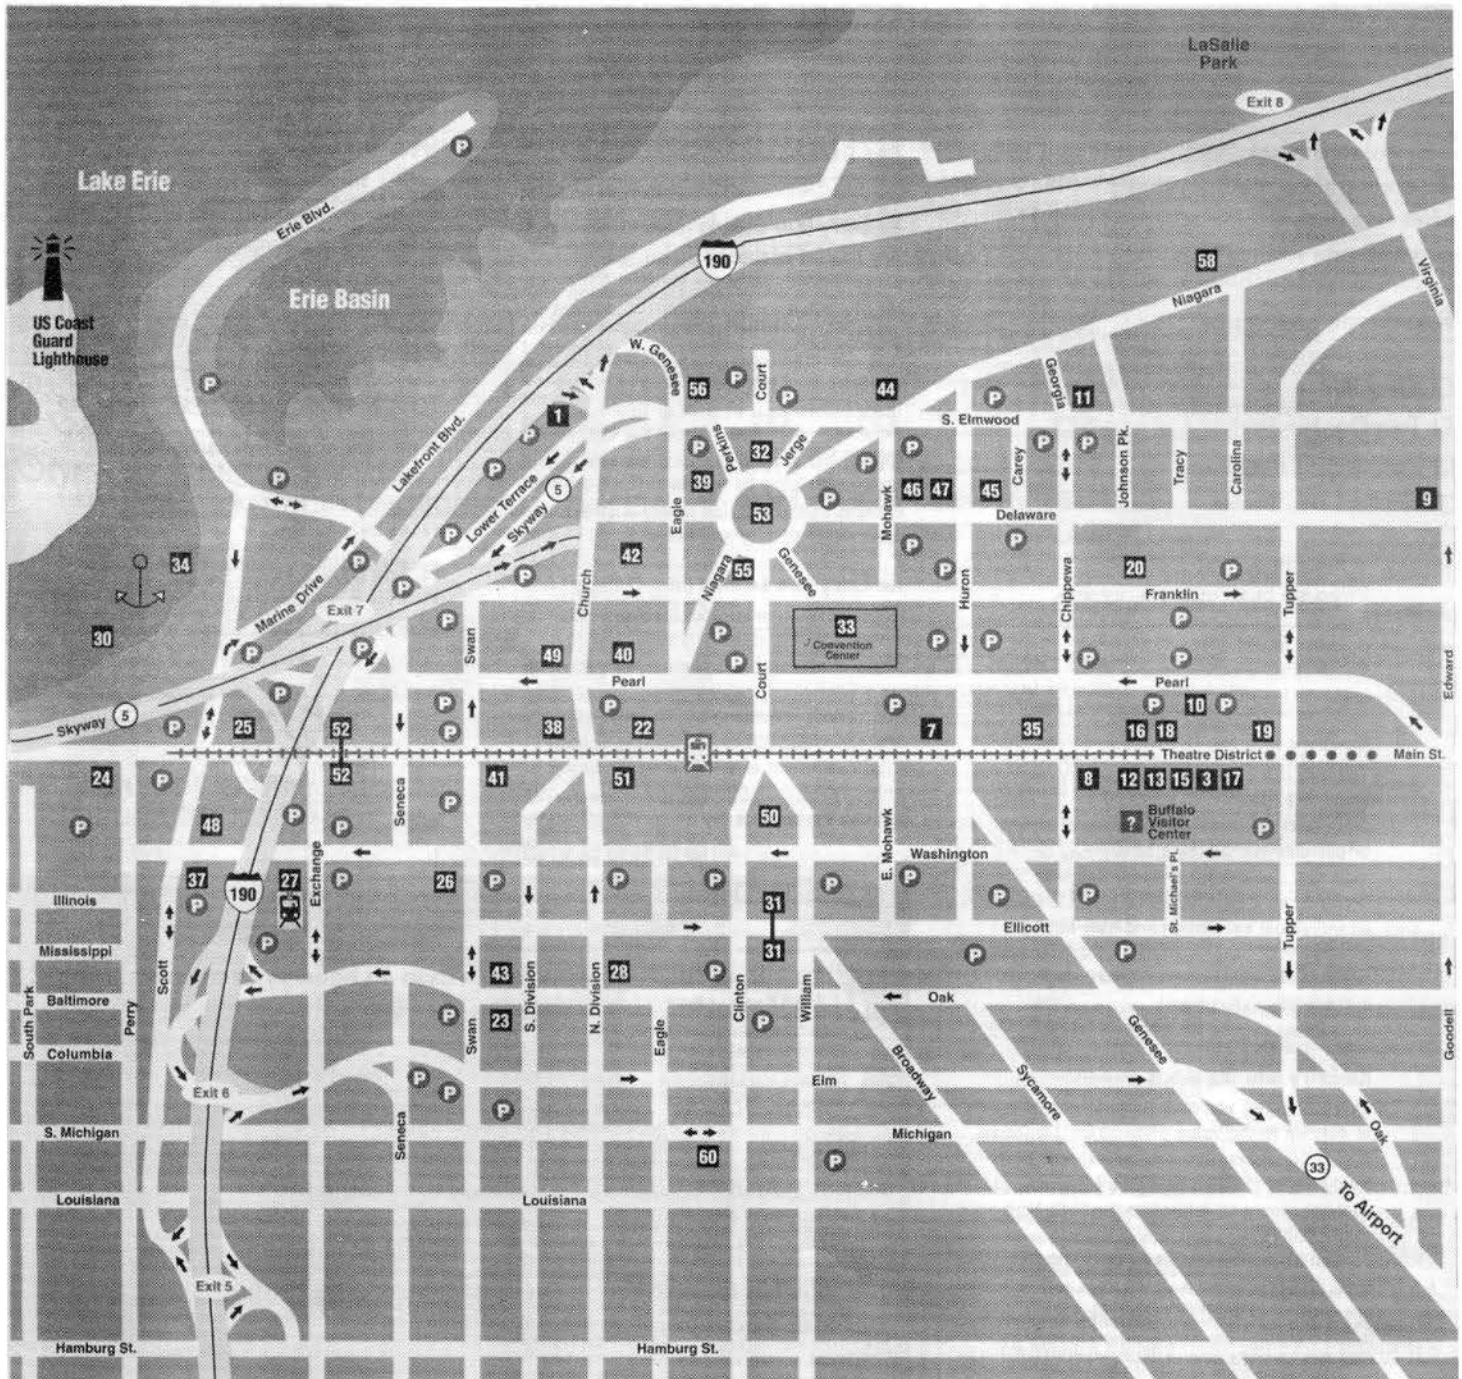 LaSalle
Park
Exit 8
Lake Erie
Erie Blvd.
US Coast
Guard
Lighthouse
Erie Basin
190
58
Niagara
Virginia
W. Genesee
56
Court
44
Georgia
11
1
S. Elmwood
Lakefront Blvd.
Perkins
32
Jerge
Carey
Johnson Pk.
Tracy
Carolina
39
46
47
45
9
Lower Terrace
Skyway
5
Eagle
53
Mohawk
Delaware
34
42
Niagara
55
Genesee
20
Marine Drive
Exit 7
Church
Huron
Chippewa
Franklin
Tupper
30
Swan
33
Convention
Center
49
40
Pearl
Court
Pearl
Edward
Skyway
5
25
52
38
22
7
35
16
18
10
19
Theatre District
Main St.
24
52
Seneca
41
51
8
12
13
15
3
17
48
50
E. Mohawk
?
Buffalo
Visitor
Center
Washington
St. Michael's Pl.
37
190
27
Exchange
26
Illinois
31
Ellicott
Tupper
Mississippi
31
Scott
43
28
Baltimore
S. Division
N. Division
Clinton
William
Oak
South Park
Perry
23
Swan
Eagle
Genesee
Goodell
Columbia
Exit 6
Elm
Broadway
Sycamore
S. Michigan
Seneca
Michigan
Oak
60
33
To Airport
Louisiana
Louisiana
Exit 5
Hamburg St.
Hamburg St.
P